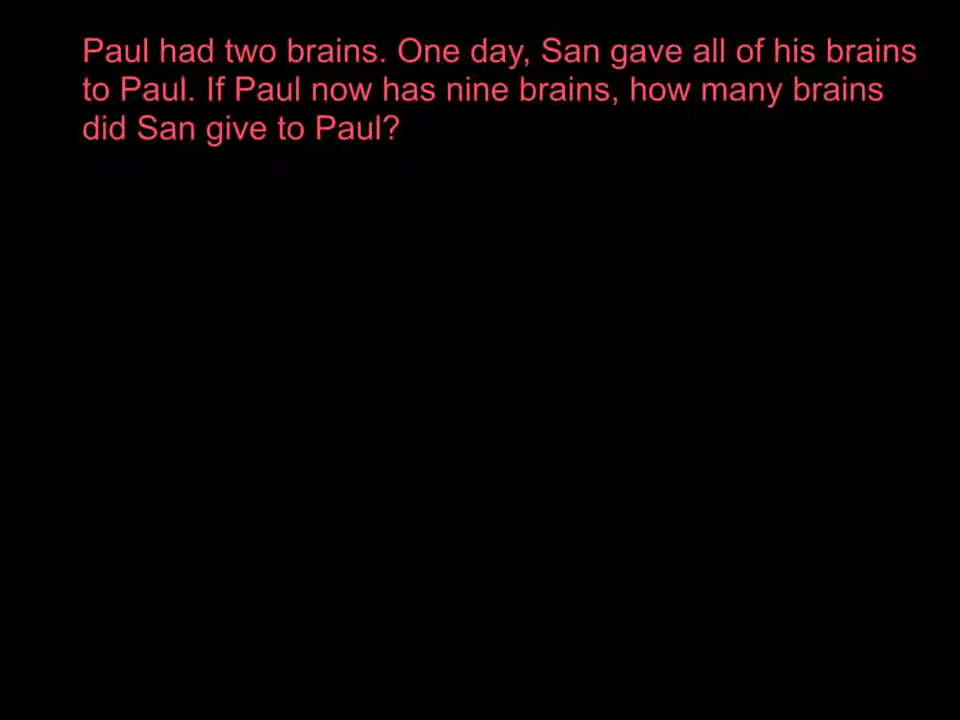 Paul had two brains. One day, San gave all of his brains
to Paul. If Paul now has nine brains, how many brains
did San give to Paul?